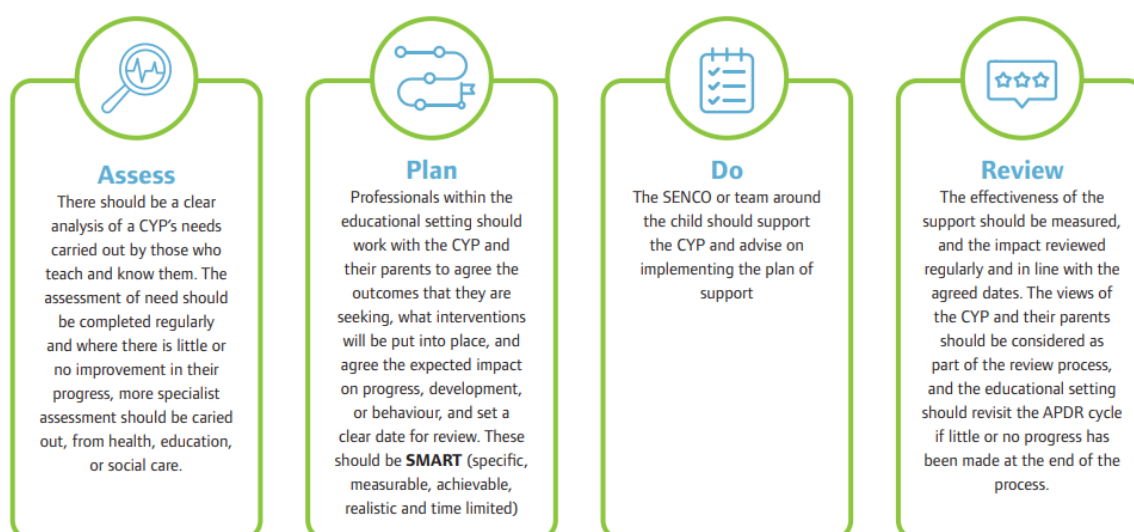 Assess
There should be a clear
analysis of a CYP's needs
carried out by those who
teach and know them. The
assessment of need should
be completed regularly
and where there is little or
no improvement in their
progress, more specialist
assessment should be caried
out, from health, education,
or social care.
Plan
Professionals within the
educational setting should
work with the CYP and
their parents to agree the
outcomes that they are
seeking, what interventions
will be put into place, and
agree the expected impact
on progress, development,
or behaviour, and set a
clear date for review. These
should be SMART (specific,
measurable, achievable,
realistic and time limited)
Do
The SENCO or team around
the child should support
the CYP and advise on
implementing the plan of
support
Review
The effectiveness of the
support should be measured,
and the impact reviewed
regularly and in line with the
agreed dates. The views of
the CYP and their parents
should be considered as
part of the review process,
and the educational setting
should revisit the APDR cycle
if little or no progress has
been made at the end of the
process.